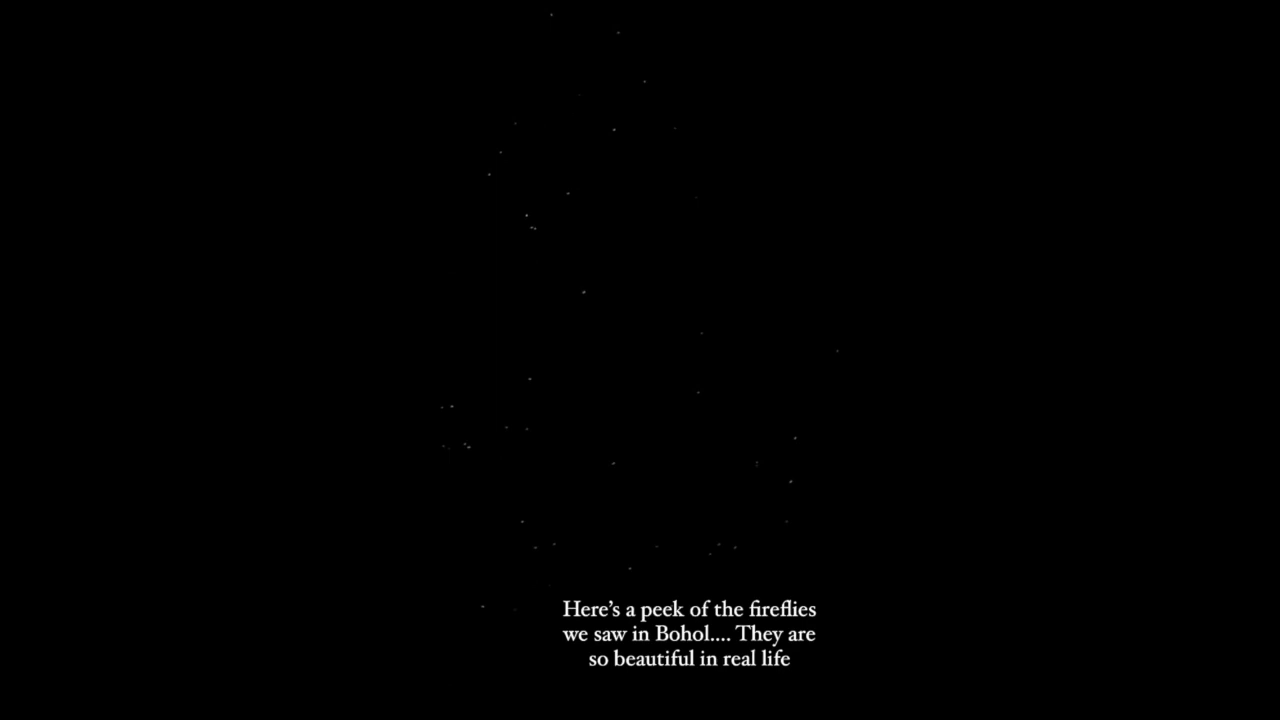 Here’s a peek of the fireflies
we saw in Bohol.... They are
so beautiful in real life